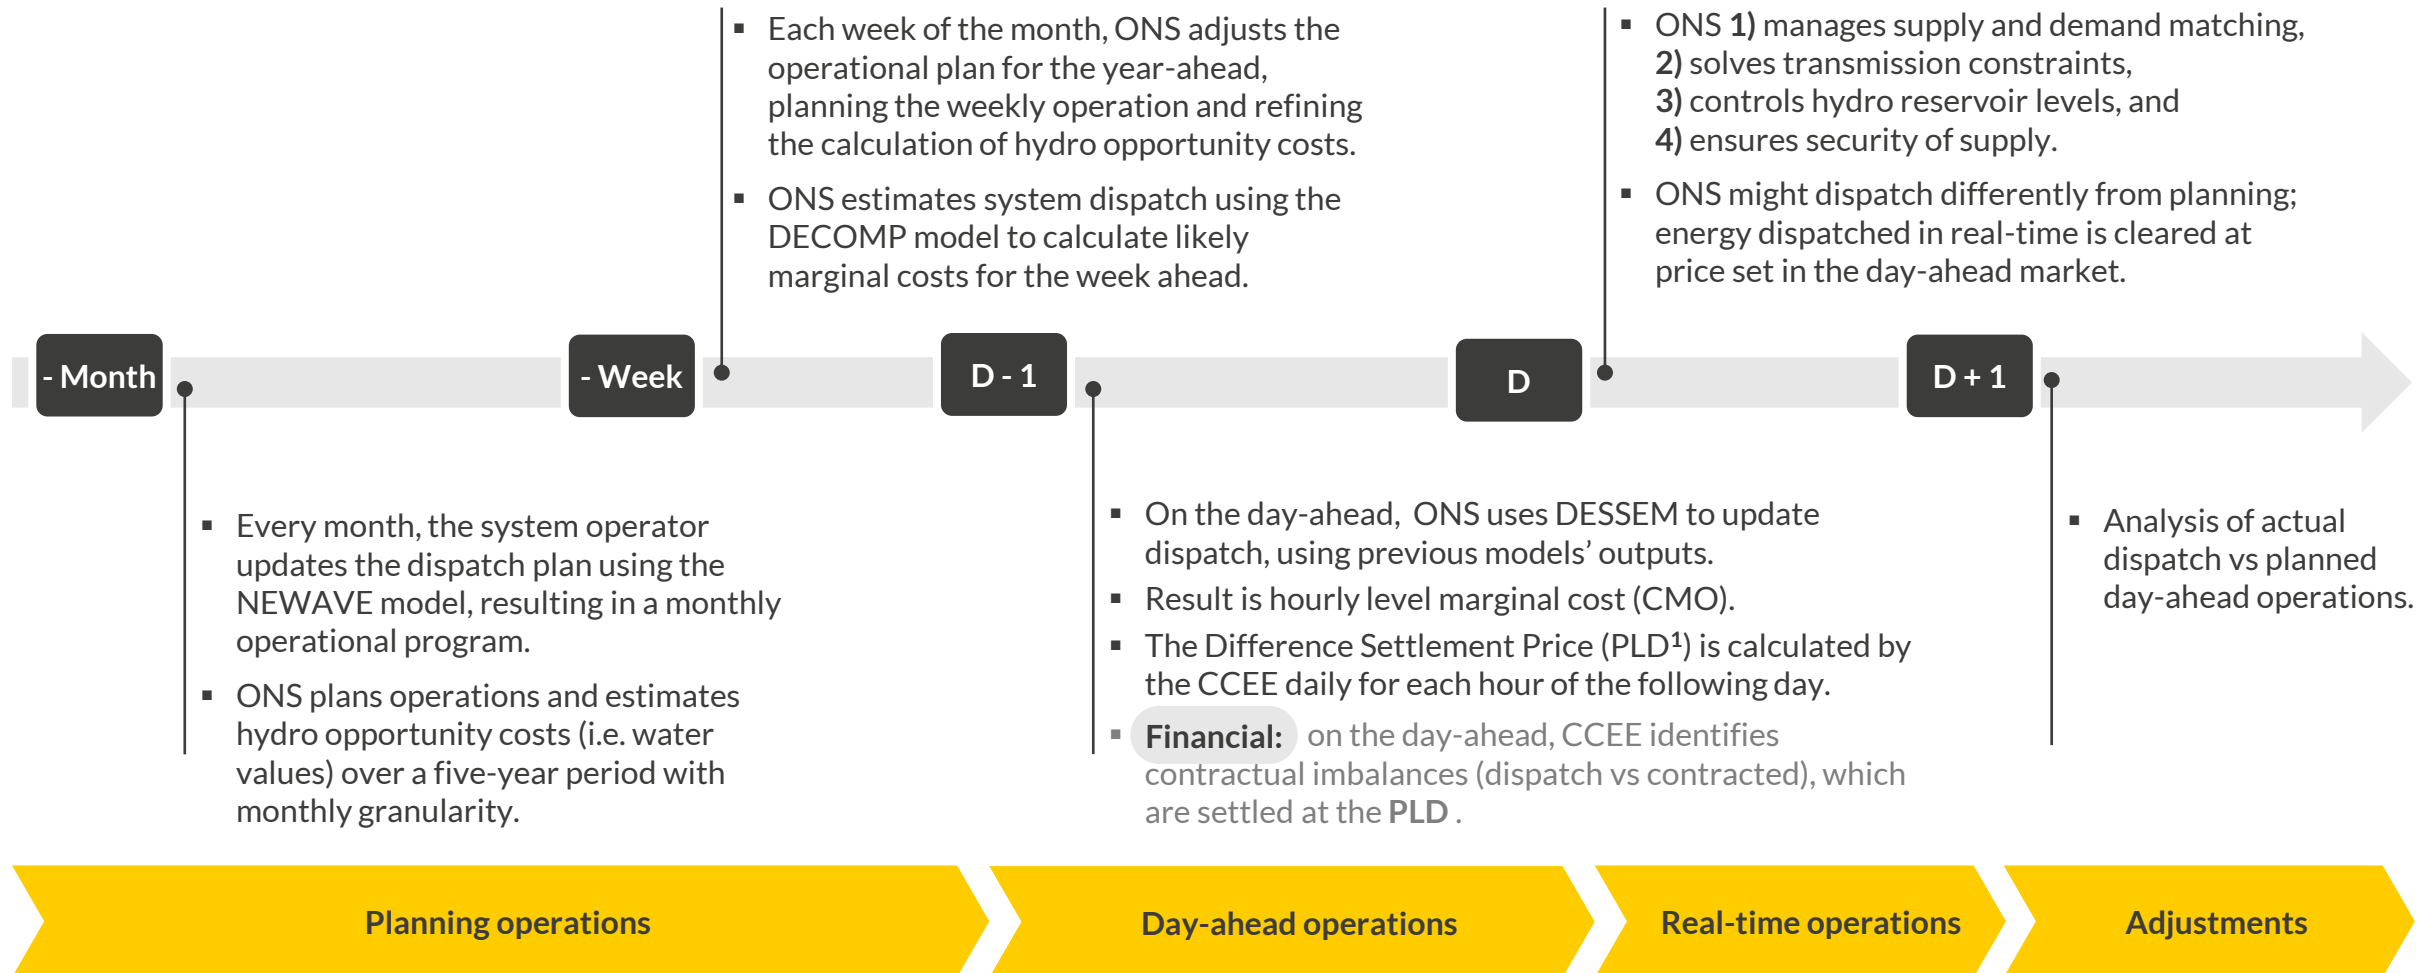 ▪ Each week of the month, ONS adjusts the
operational plan for the year-ahead,
planning the weekly operation and refining
the calculation of hydro opportunity costs.
▪ ONS estimates system dispatch using the
DECOMP model to calculate likely
marginal costs for the week ahead.
▪ ONS 1) manages supply and demand matching,
2) solves transmission constraints,
3) controls hydro reservoir levels, and
4) ensures security of supply.
▪ ONS might dispatch differently from planning;
energy dispatched in real-time is cleared at
price set in the day-ahead market.
- Month
- Week
D - 1
D
D + 1
▪ Every month, the system operator
updates the dispatch plan using the
NEWAVE model, resulting in a monthly
operational program.
▪ ONS plans operations and estimates
hydro opportunity costs (i.e. water
values) over a five-year period with
monthly granularity.
▪ On the day-ahead, ONS uses DESSEM to update
dispatch, using previous models’ outputs.
▪ Result is hourly level marginal cost (CMO).
▪ The Difference Settlement Price (PLD¹) is calculated by
the CCEE daily for each hour of the following day.
▪ Financial: on the day-ahead, CCEE identifies
contractual imbalances (dispatch vs contracted), which
are settled at the PLD .
▪ Analysis of actual
dispatch vs planned
day-ahead operations.
Planning operations
Day-ahead operations
Real-time operations
Adjustments